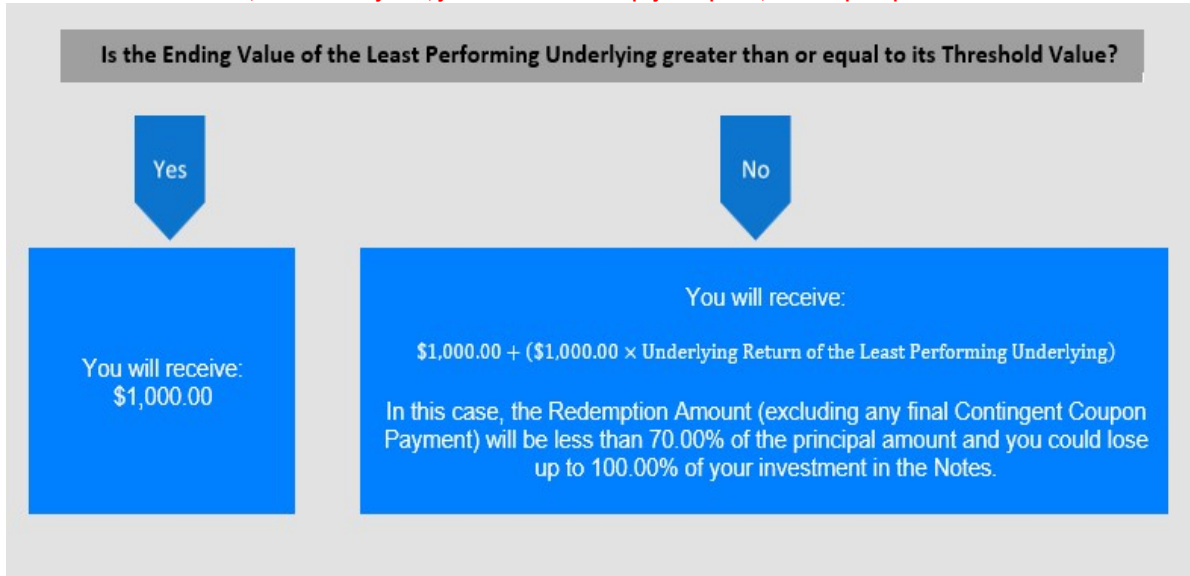 Is the Ending Value of the Least Performing Underlying greater than or equal to its Threshold Value?
Yes
No
You will receive:
$1,000.00
You will receive:
$1,000.00 + ($1,000.00 × Underlying Return of the Least Performing Underlying)
In this case, the Redemption Amount (excluding any final Contingent Coupon
Payment) will be less than 70.00% of the principal amount and you could lose
up to 100.00% of your investment in the Notes.